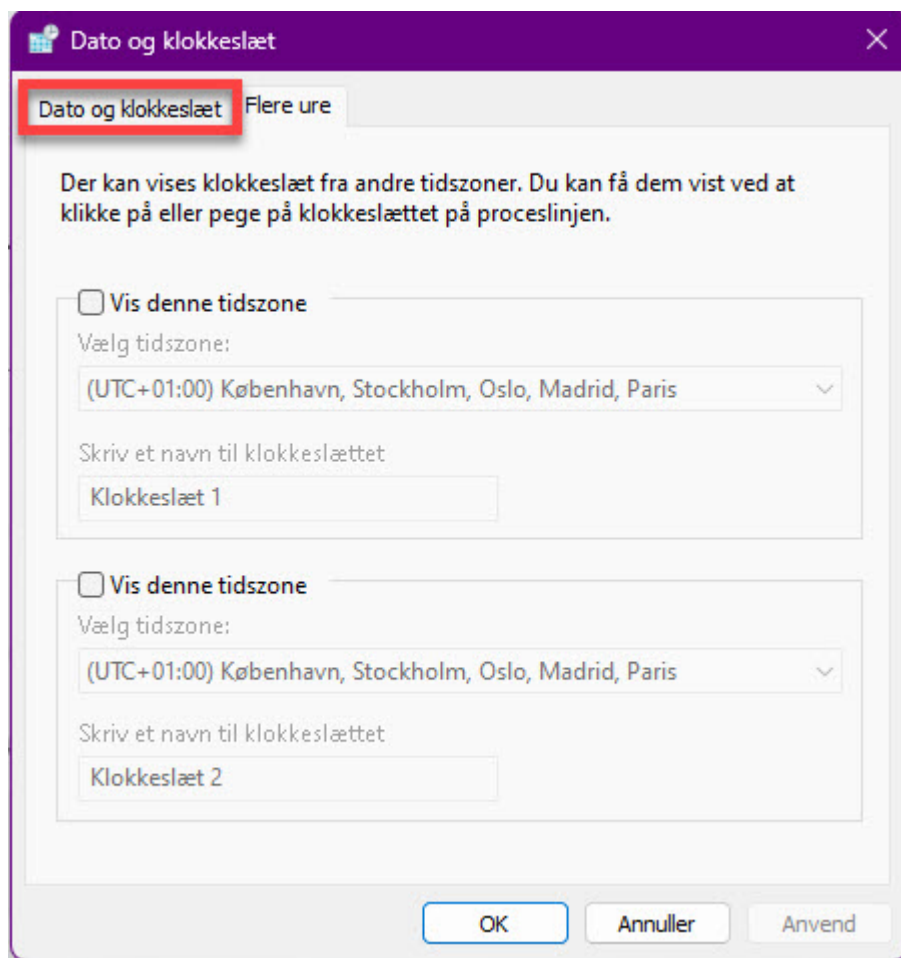 Dato og klokkeslæt
Dato og klokkeslæt
Flere ure
Der kan vises klokkeslæt fra andre tidszoner. Du kan få dem vist ved at
klikke på eller pege på klokkeslættet på proceslinjen.
Vis denne tidszone
Vælg tidszone:
(UTC+01:00) København, Stockholm, Oslo, Madrid, Paris
Skriv et navn til klokkeslættet
Klokkeslæt 1
Vis denne tidszone
Vælg tidszone:
(UTC+01:00) København, Stockholm, Oslo, Madrid, Paris
Skriv et navn til klokkeslættet
Klokkeslæt 2
OK
Annuller
Anvend